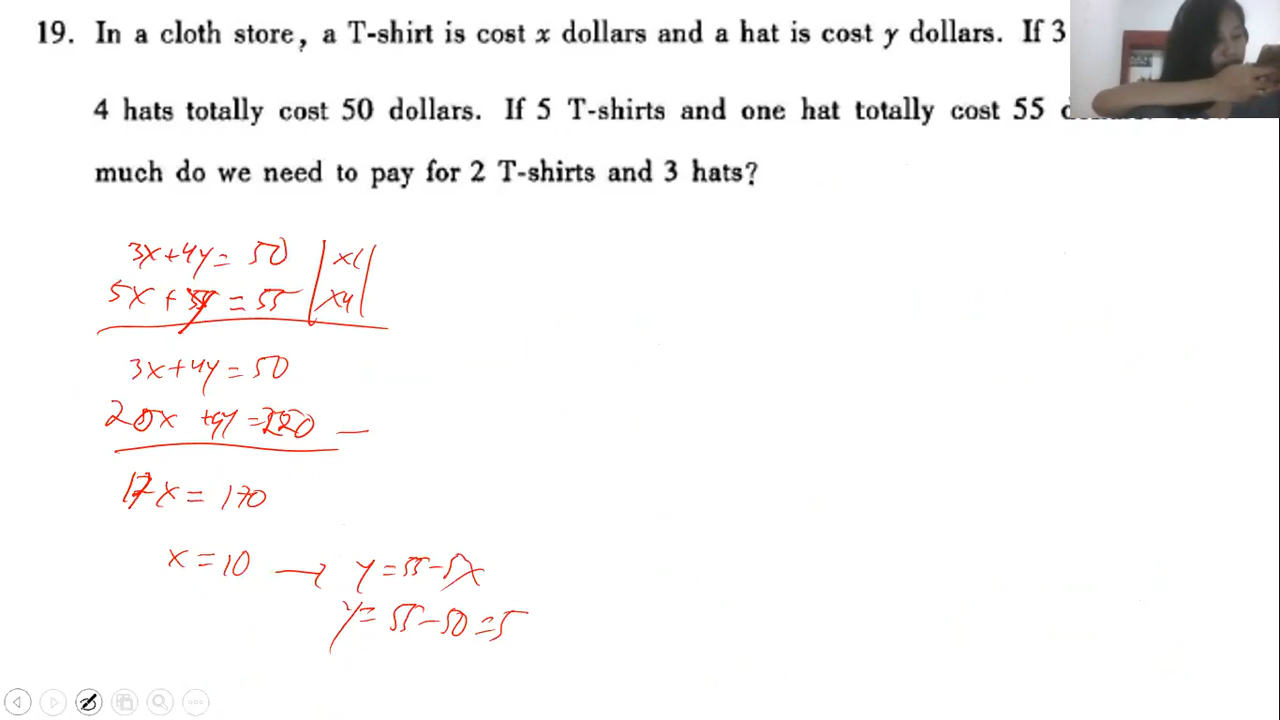 19. In a cloth store, a T-shirt is cost x dollars and a hat is cost y dollars. If 3
4 hats totally cost 50 dollars. If 5 T-shirts and one hat totally cost 55
much do we need to pay for 2 T-shirts and 3 hats?
3x+4y= 50 | x1 |
5x + y = 55 | x4 |
3x+4y = 50
20x +4y =220 —
17x = 170
x = 10 → y = 55-5x
y= 55-50=5